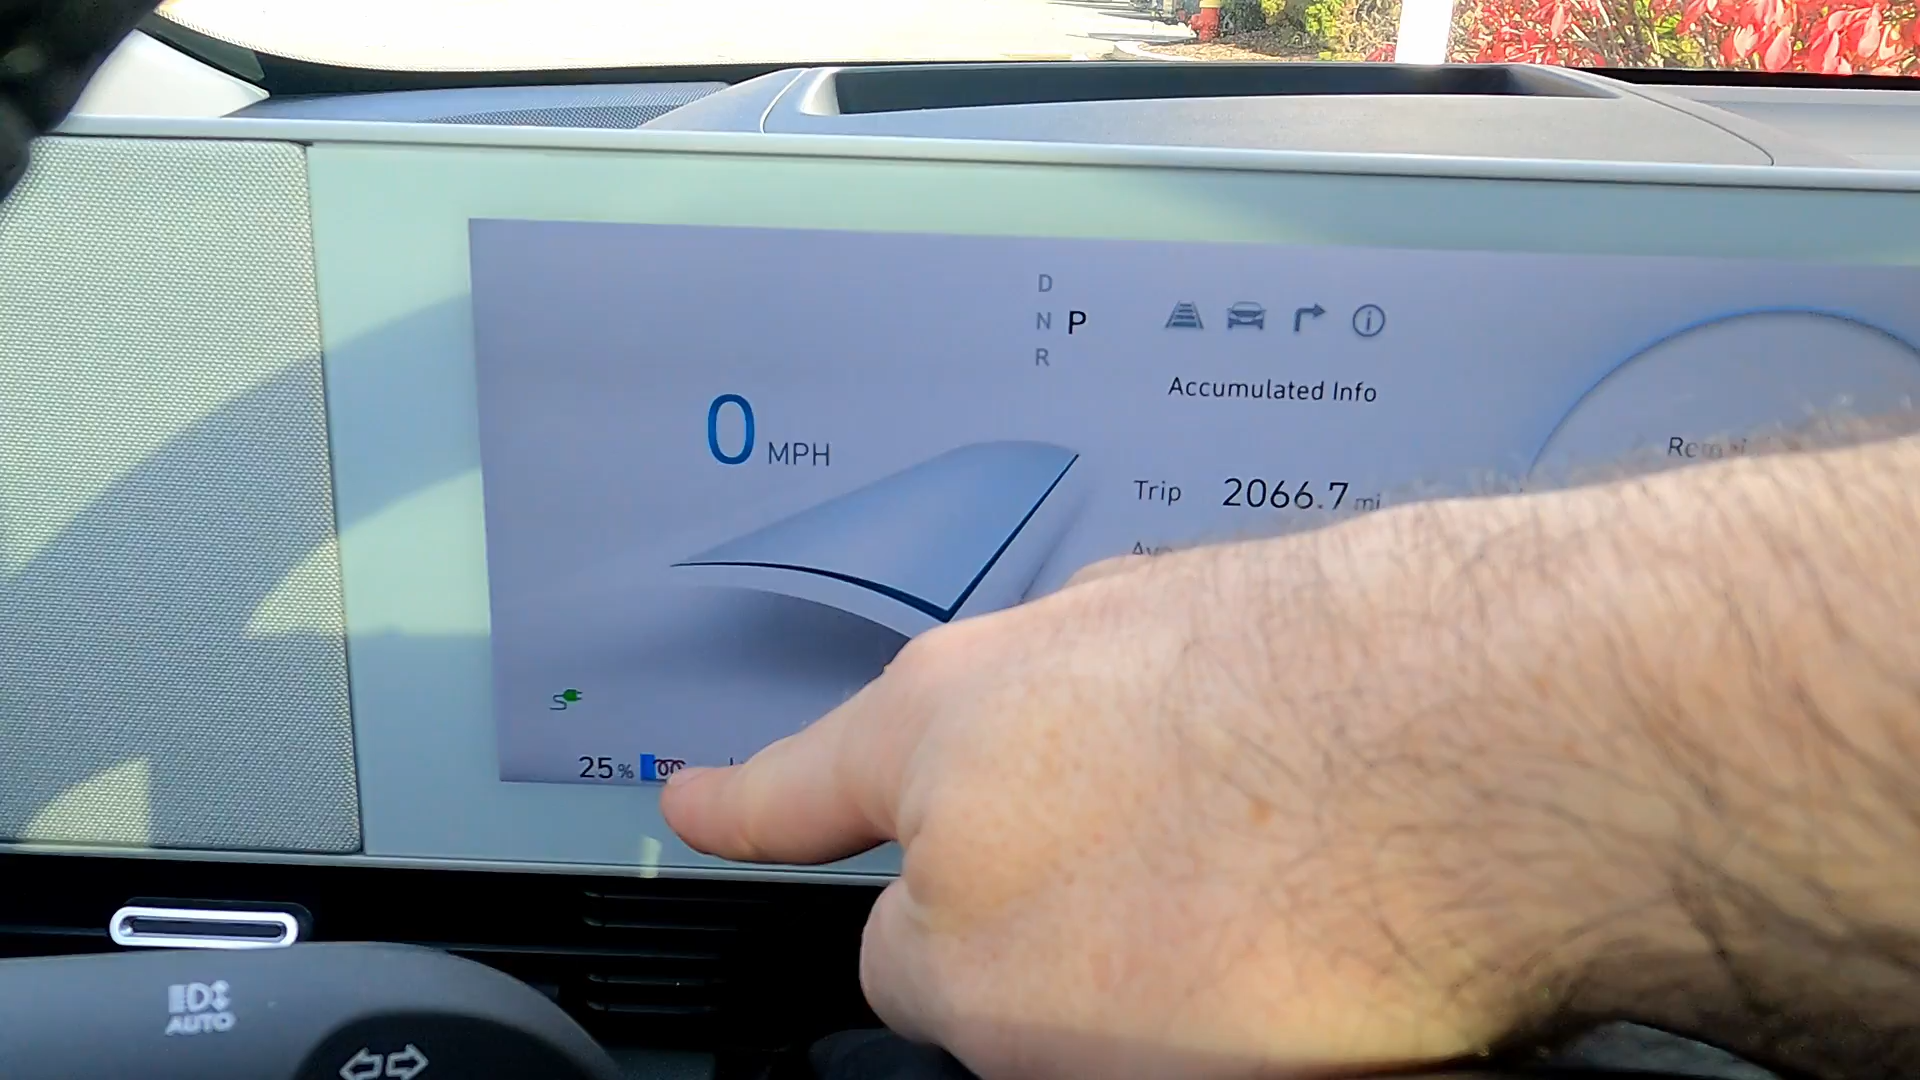 D
N P
R
Accumulated Info
0 MPH
Trip 2066.7 mi
25%
AUTO